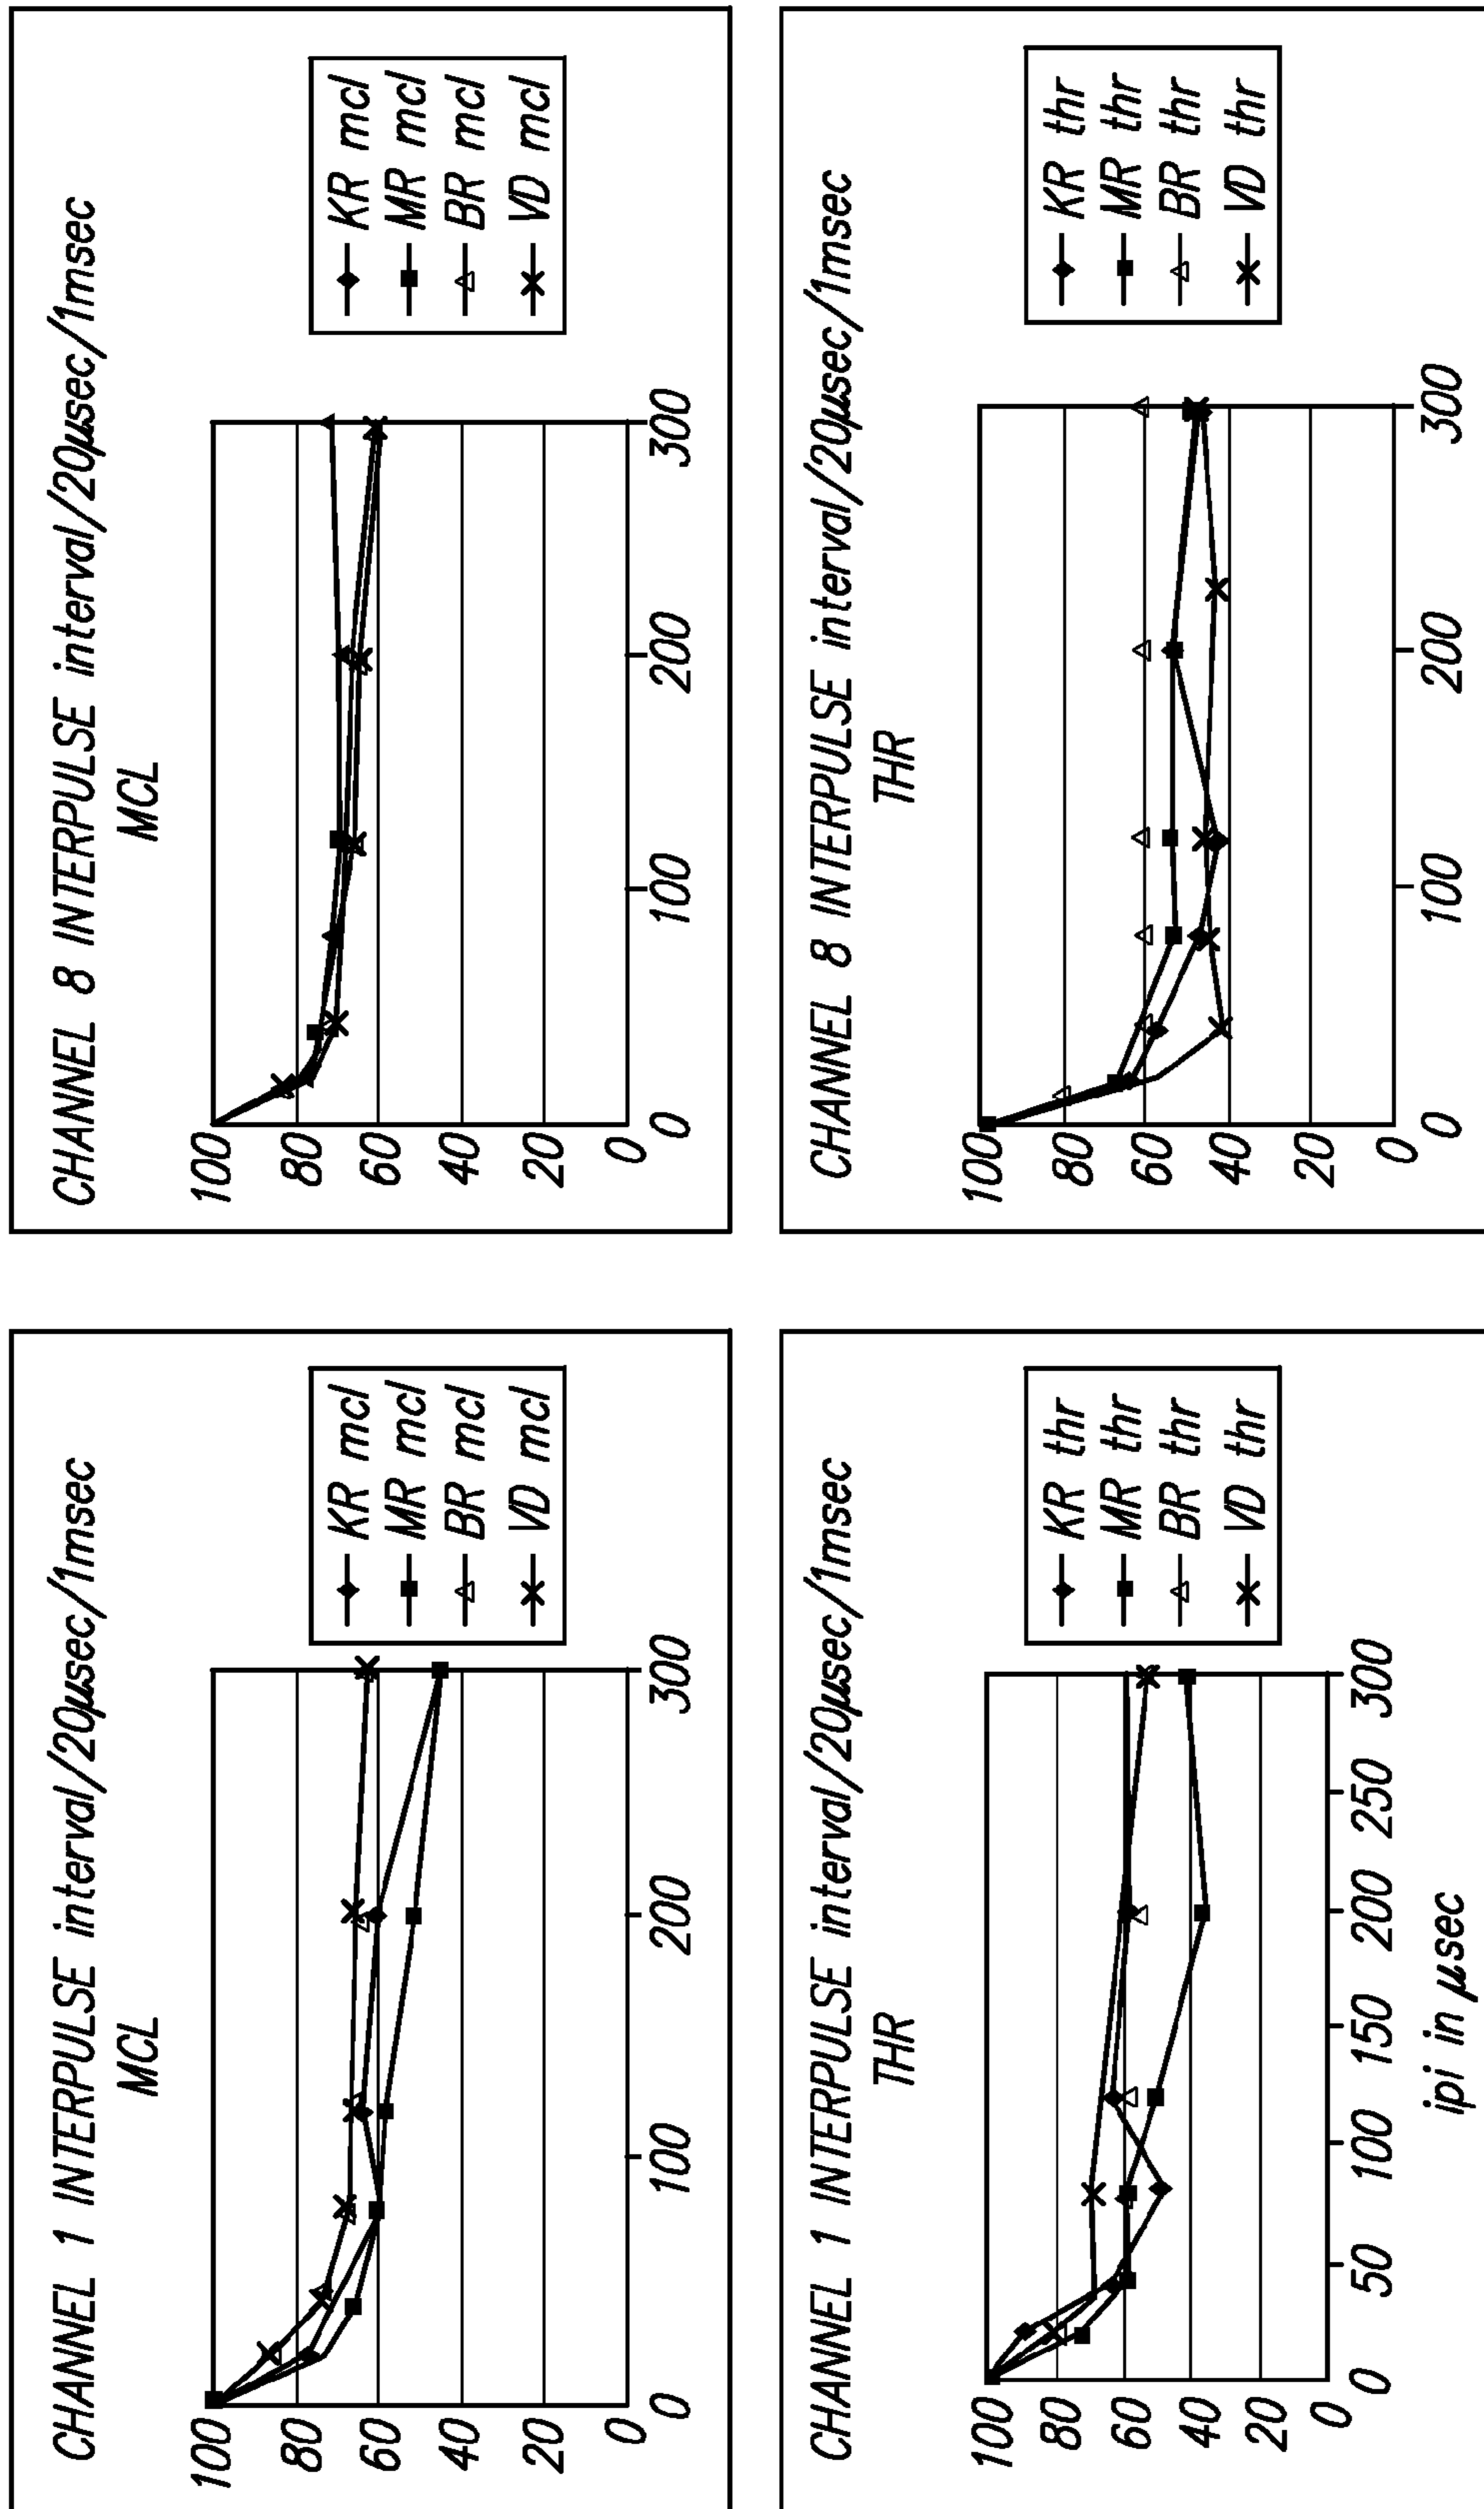 CHANNEL 1 INTERPULSE interval/20µsec/1msec
MCL
100
80
60
40
20
0
0
100
200
300
KR mcl
MR mcl
BR mcl
VD mcl
CHANNEL 8 INTERPULSE interval/20µsec/1msec
MCL
100
80
60
40
20
0
0
100
200
300
KR mcl
MR mcl
BR mcl
VD mcl
CHANNEL 1 INTERPULSE interval/20µsec/1msec
THR
100
80
60
40
20
0
0
50
100
150
200
250
300
ipi in µsec
KR thr
MR thr
BR thr
VD thr
CHANNEL 8 INTERPULSE interval/20µsec/1msec
THR
100
80
60
40
20
0
0
100
200
300
KR thr
MR thr
BR thr
VD thr